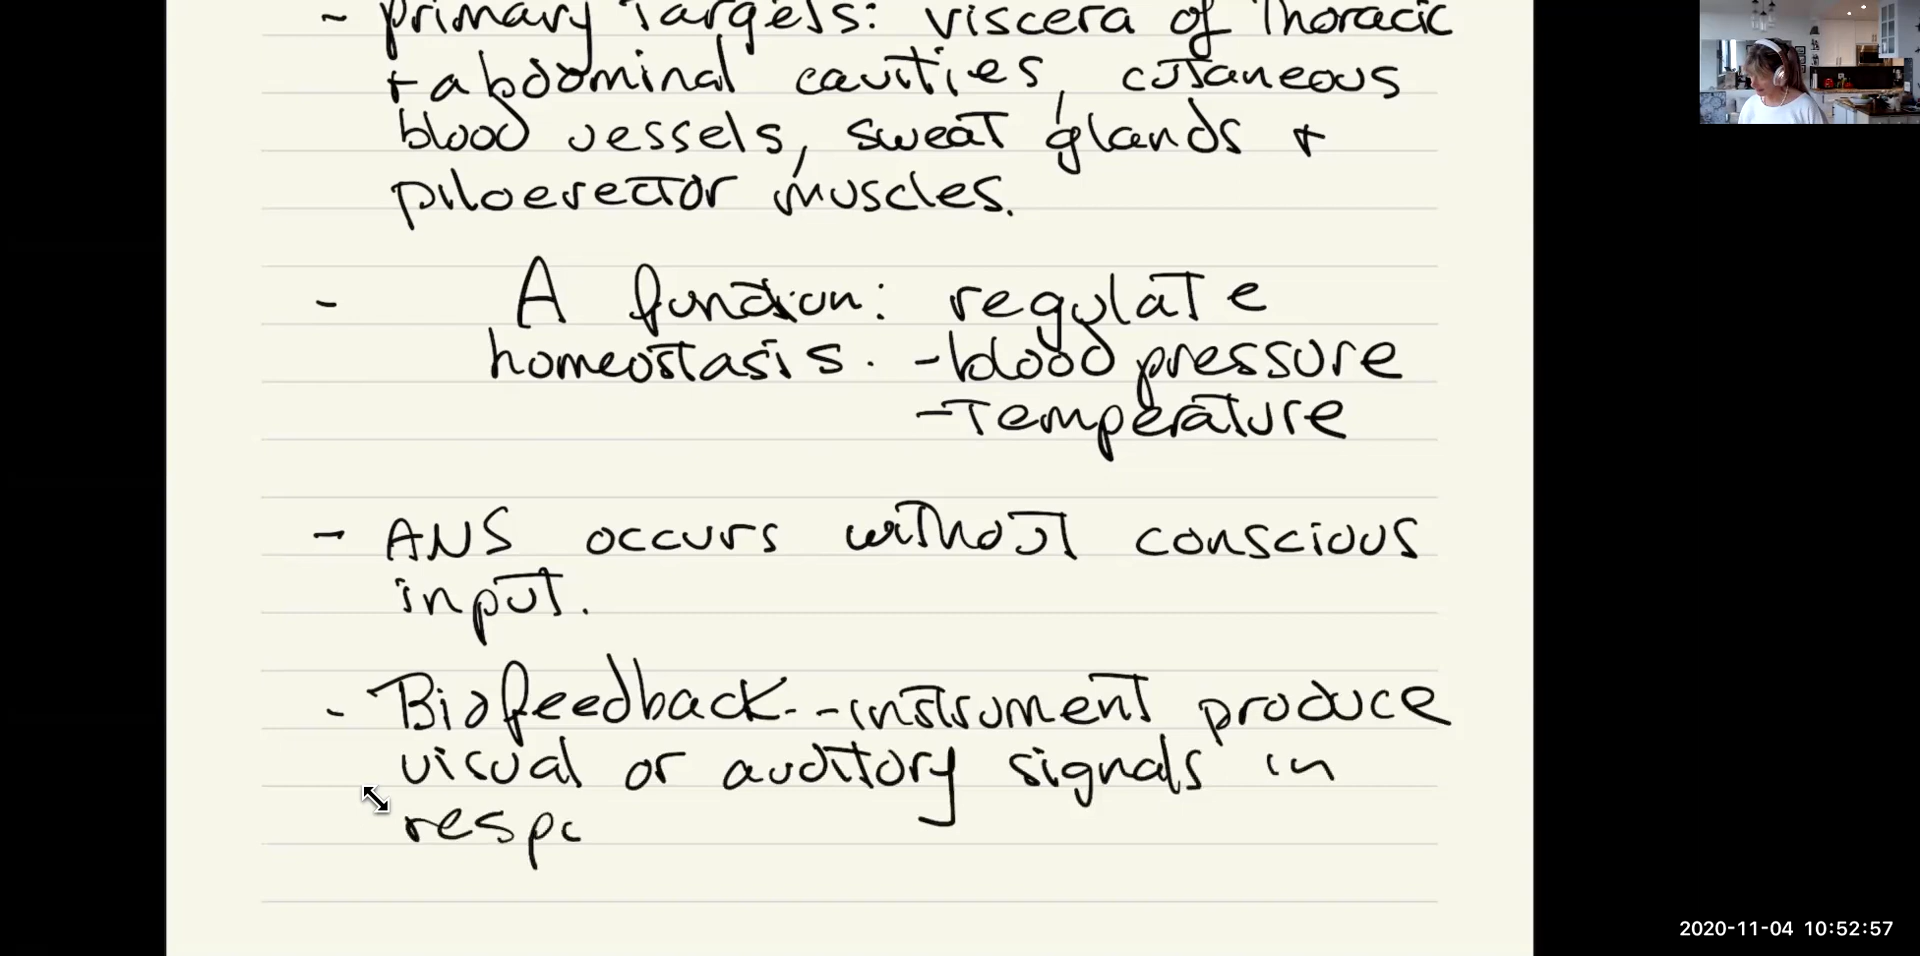 - primary Targets: viscera of Thoracic
+ abdominal cavities, cutaneous
blood vessels, sweat glands +
piloerector muscles.
- A function: regulate
homeostasis. - blood pressure
- Temperature
- ANS occurs without conscious
input.
- Biofeedback - - instrument produce
visual or auditory signals in
respo
2020-11-04 10:52:57